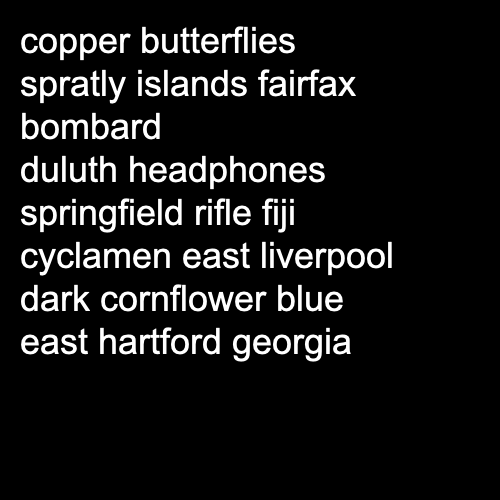 copper butterflies
spratly islands fairfax
bombard
duluth headphones
springfield rifle fiji
cyclamen east liverpool
dark cornflower blue
east hartford georgia